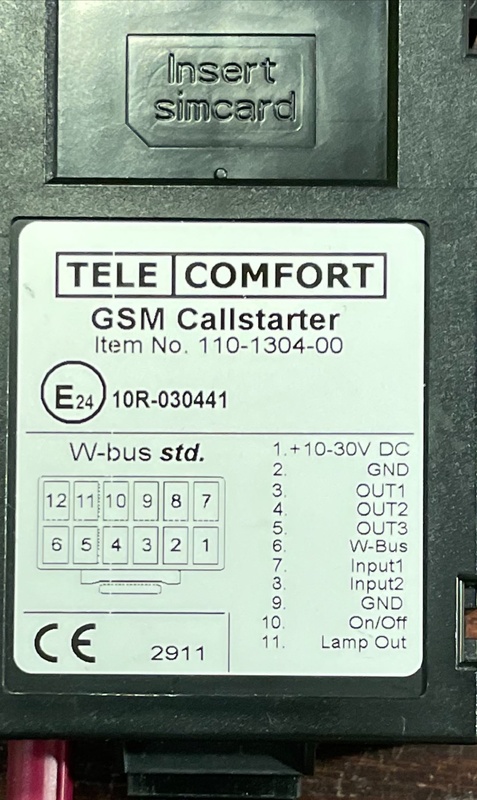 Insert
simcard
TELE COMFORT
GSM Callstarter
Item No. 110-1304-00
E24 10R-030441
W-bus std.
12 11 10 9 8 7
6 5 4 3 2 1
1. +10-30V DC
2. GND
3. OUT1
4. OUT2
5. OUT3
6. W-Bus
7. Input1
3. Input2
9. GND
10. On/Off
11. Lamp Out
CE 2911